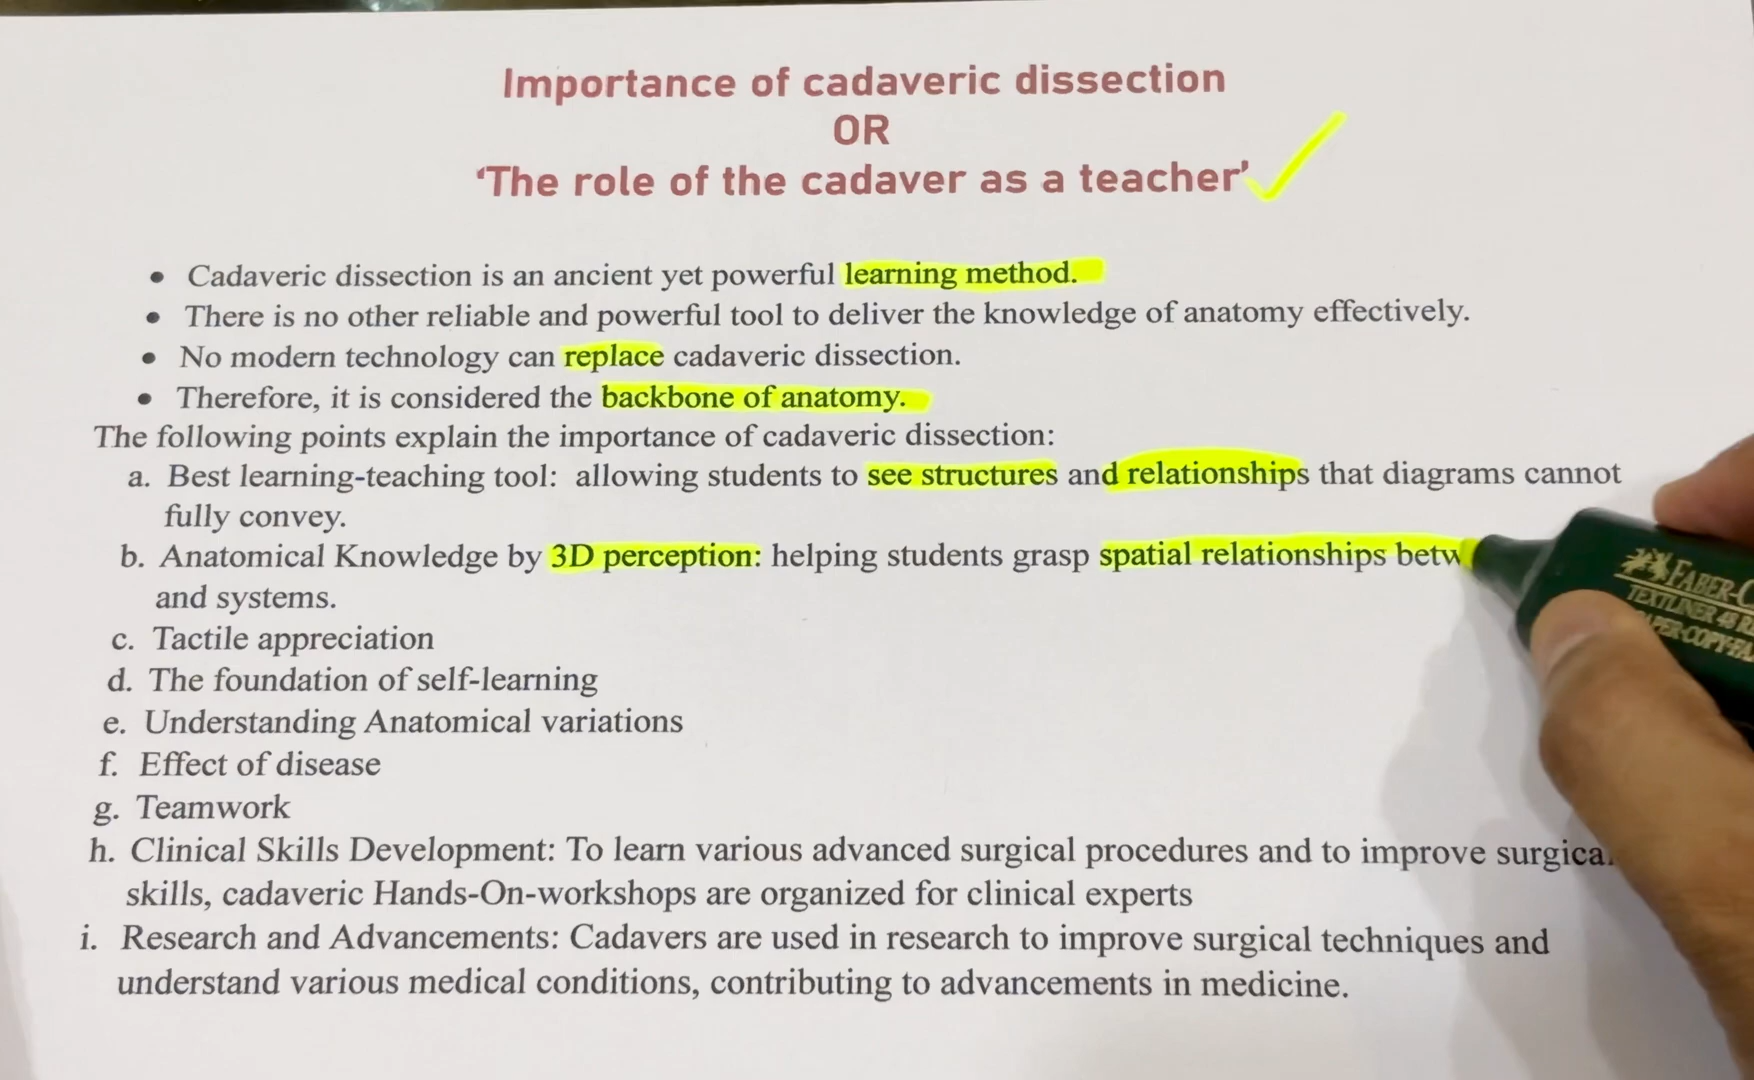 Importance of cadaveric dissection
OR
‘The role of the cadaver as a teacher’
• Cadaveric dissection is an ancient yet powerful learning method.
• There is no other reliable and powerful tool to deliver the knowledge of anatomy effectively.
• No modern technology can replace cadaveric dissection.
• Therefore, it is considered the backbone of anatomy.
The following points explain the importance of cadaveric dissection:
a. Best learning-teaching tool: allowing students to see structures and relationships that diagrams cannot
fully convey.
b. Anatomical Knowledge by 3D perception: helping students grasp spatial relationships
and systems.
c. Tactile appreciation
d. The foundation of self-learning
e. Understanding Anatomical variations
f. Effect of disease
g. Teamwork
h. Clinical Skills Development: To learn various advanced surgical procedures and to improve surgical
skills, cadaveric Hands-On-workshops are organized for clinical experts
i. Research and Advancements: Cadavers are used in research to improve surgical techniques and
understand various medical conditions, contributing to advancements in medicine.
TEXTLINER 48